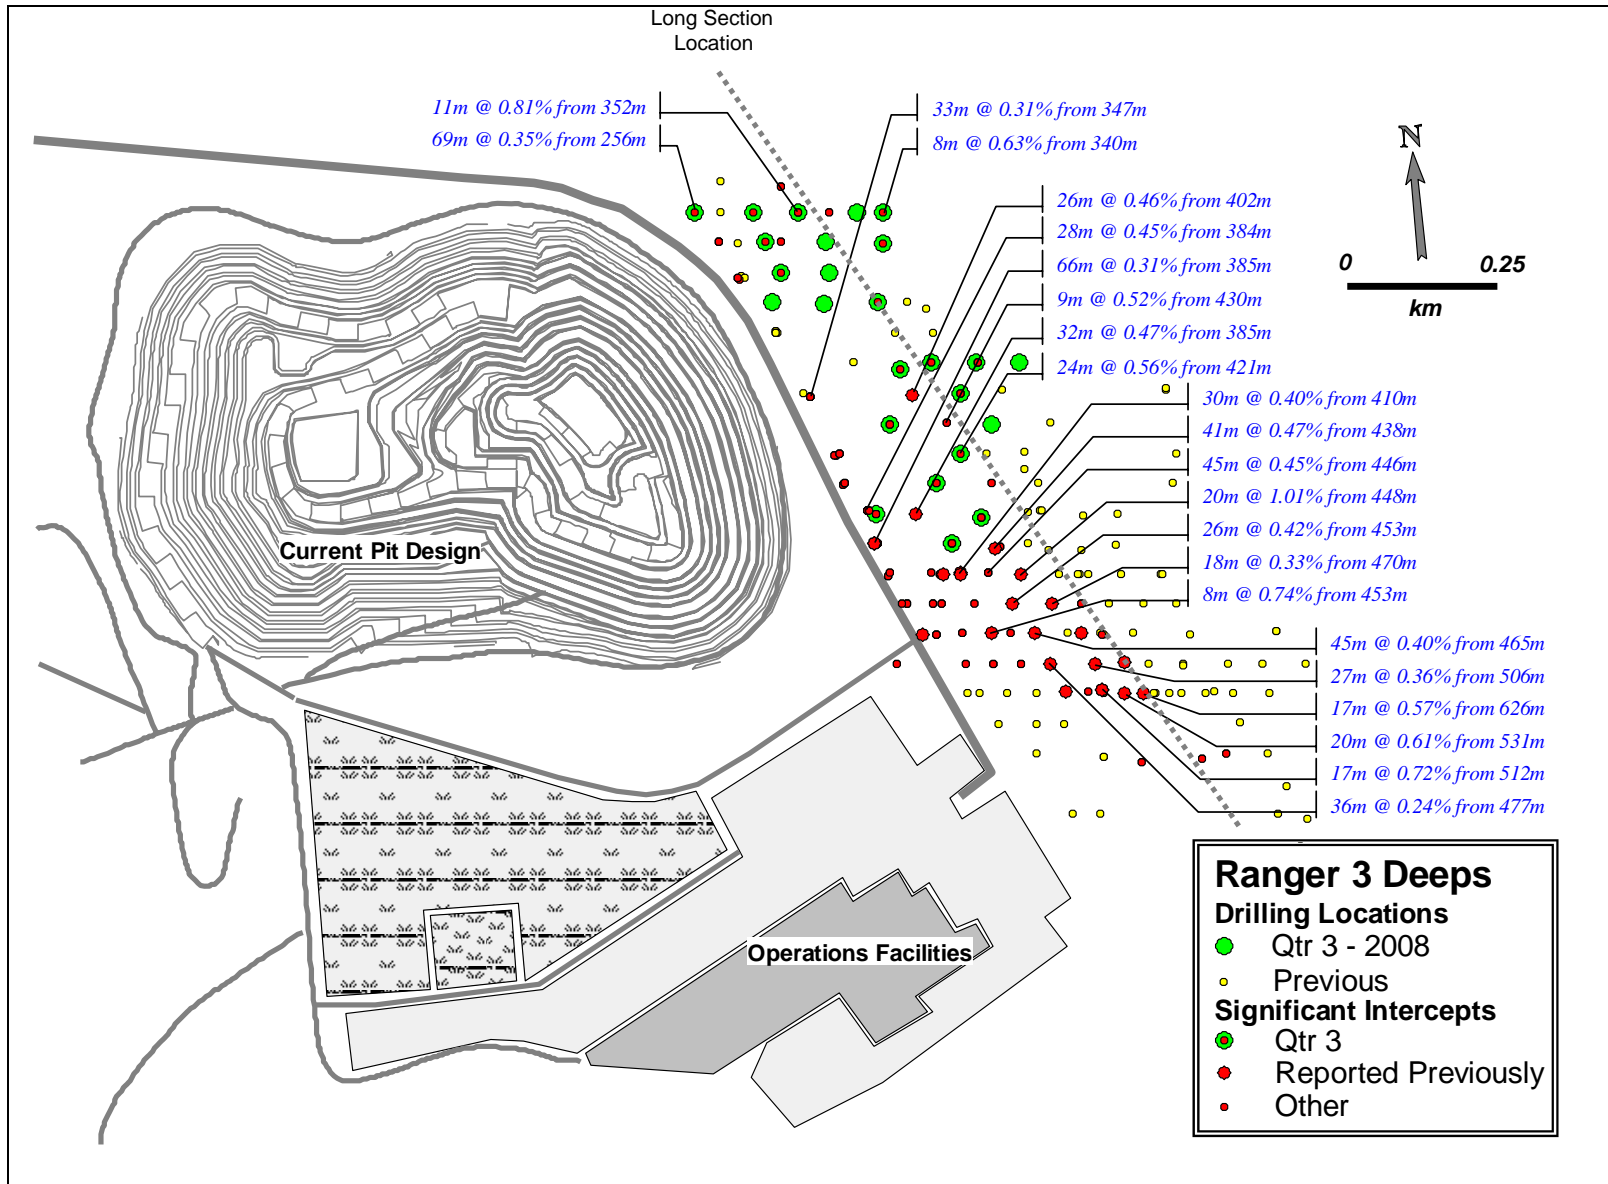 Long Section
Location
11m @ 0.81% from 352m
69m @ 0.35% from 256m
33m @ 0.31% from 347m
8m @ 0.63% from 340m
26m @ 0.46% from 402m
28m @ 0.45% from 384m
66m @ 0.31% from 385m
9m @ 0.52% from 430m
32m @ 0.47% from 385m
24m @ 0.56% from 421m
N
0 0.25
km
30m @ 0.40% from 410m
41m @ 0.47% from 438m
45m @ 0.45% from 446m
20m @ 1.01% from 448m
26m @ 0.42% from 453m
18m @ 0.33% from 470m
8m @ 0.74% from 453m
45m @ 0.40% from 465m
27m @ 0.36% from 506m
17m @ 0.57% from 626m
20m @ 0.61% from 531m
17m @ 0.72% from 512m
36m @ 0.24% from 477m
Current Pit Design
Operations Facilities
Ranger 3 Deeps
Drilling Locations
Qtr 3 - 2008
Previous
Significant Intercepts
Qtr 3
Reported Previously
Other